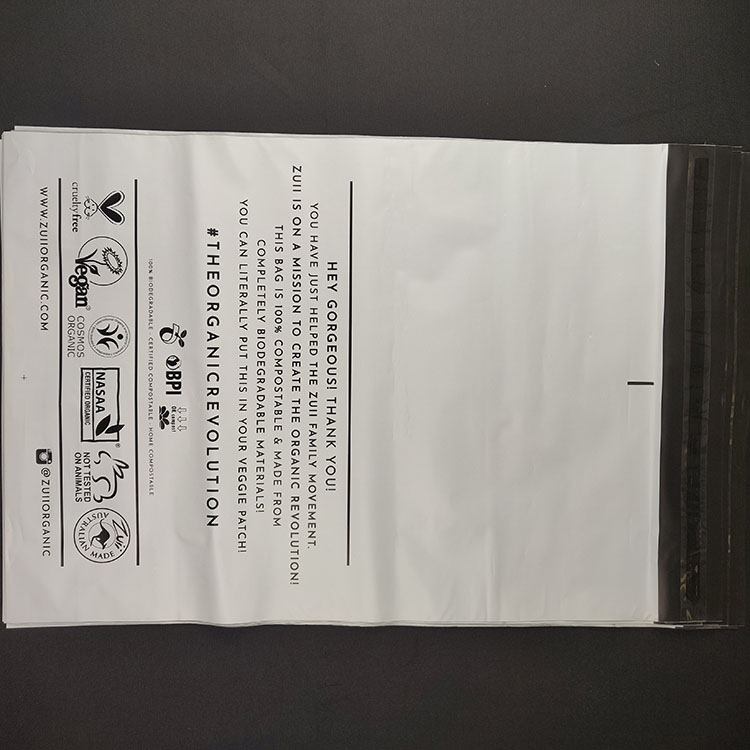 HEY GORGEOUS! THANK YOU!
YOU HAVE JUST HELPED THE ZUII FAMILY MOVEMENT.
ZUII IS ON A MISSION TO CREATE THE ORGANIC REVOLUTION!
THIS BAG IS 100% COMPOSTABLE & MADE FROM
COMPLETELY BIODEGRADABLE MATERIALS!
YOU CAN LITERALLY PUT THIS IN YOUR VEGGIE PATCH!
#THEORGANICREVOLUTION
BPI
100% BIODEGRADABLE - CERTIFIED COMPOSTABLE - HOME COMPOSTABLE
crueltyfree
Vegan
COSMOS
ORGANIC
NASAA
CERTIFIED ORGANIC
NOT TESTED
ON ANIMALS
Zuii
AUSTRALIAN MADE
WWW.ZUIIORGANIC.COM
@ZUIIORGANIC